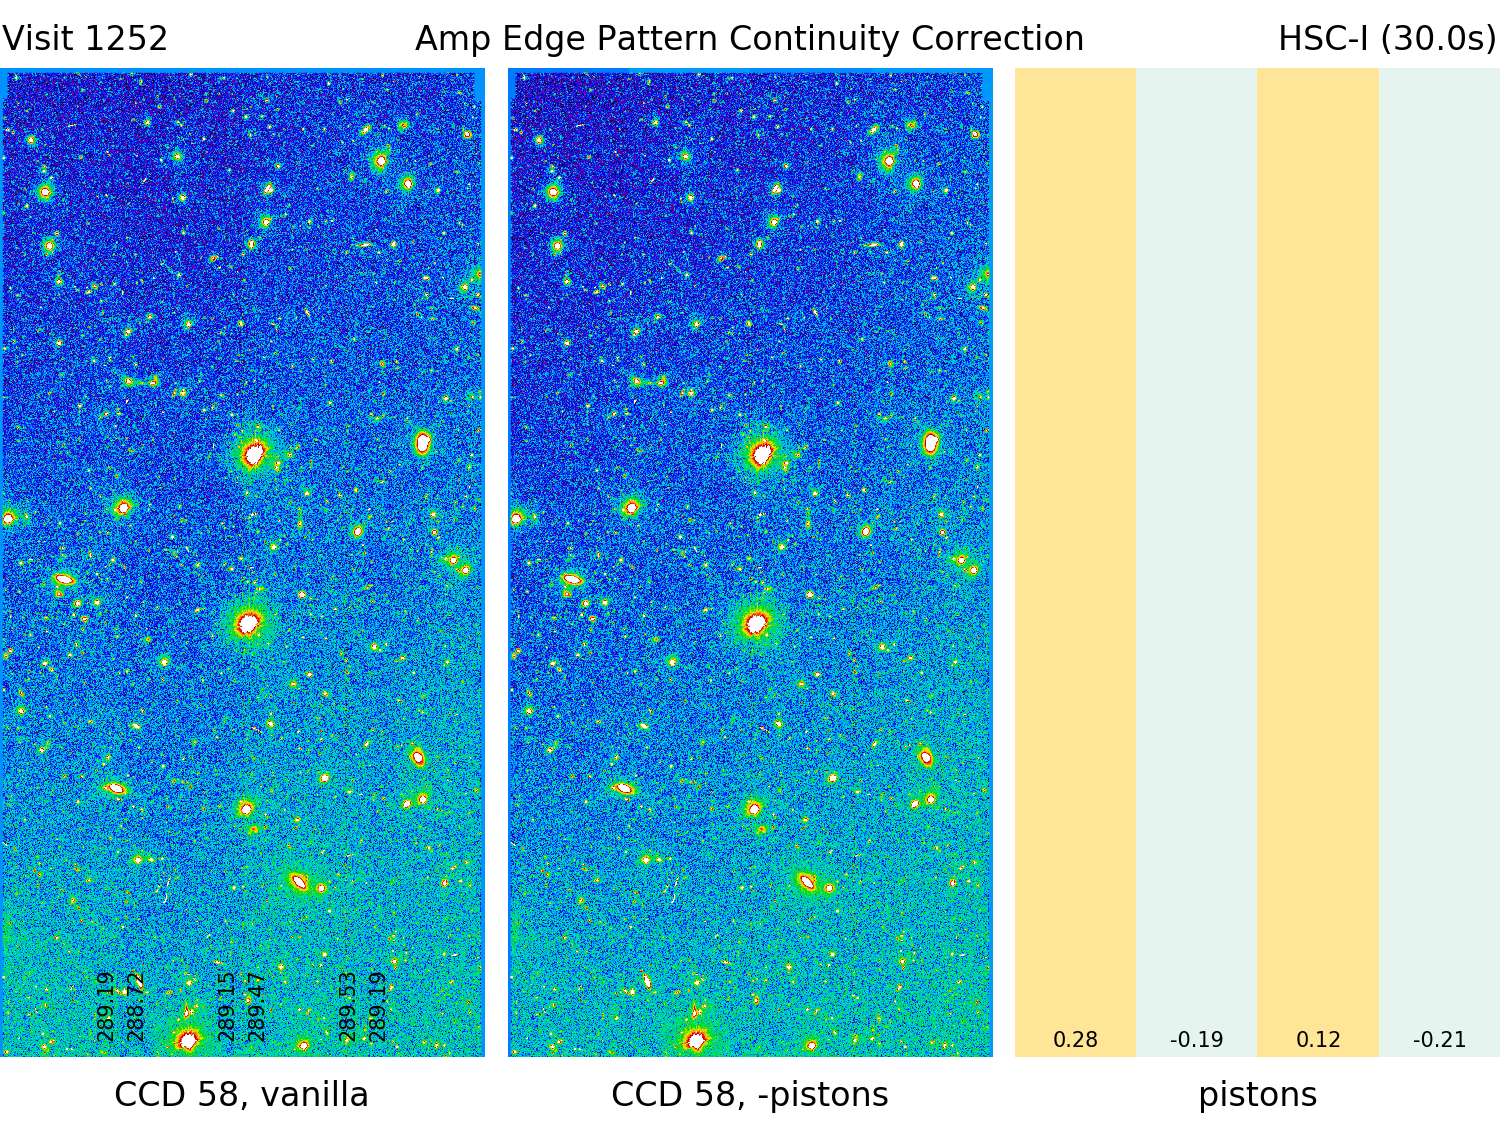 Visit 1252
Amp Edge Pattern Continuity Correction
HSC-I (30.0s)
289.19
288.72
289.15
289.47
289.53
289.19
0.28
-0.19
0.12
-0.21
CCD 58, vanilla
CCD 58, -pistons
pistons